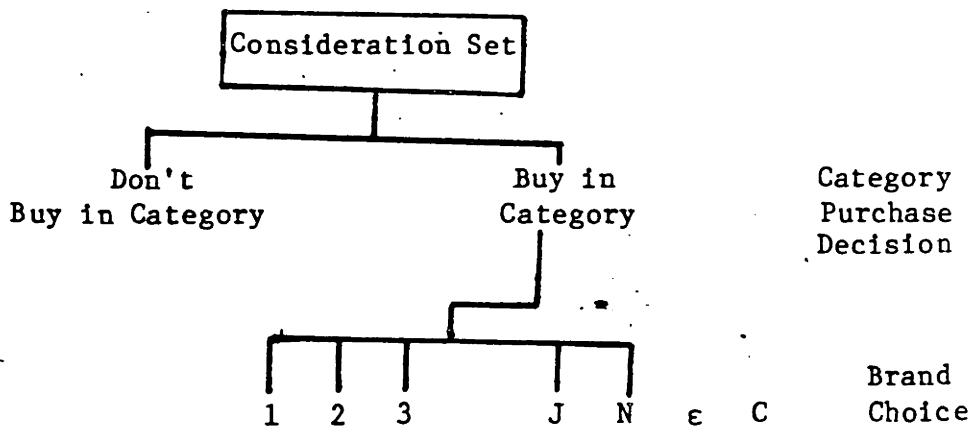 Consideration Set
Don't
Buy in Category
Buy in
Category
Category
Purchase
Decision
1 2 3 J N ε C
Brand
Choice